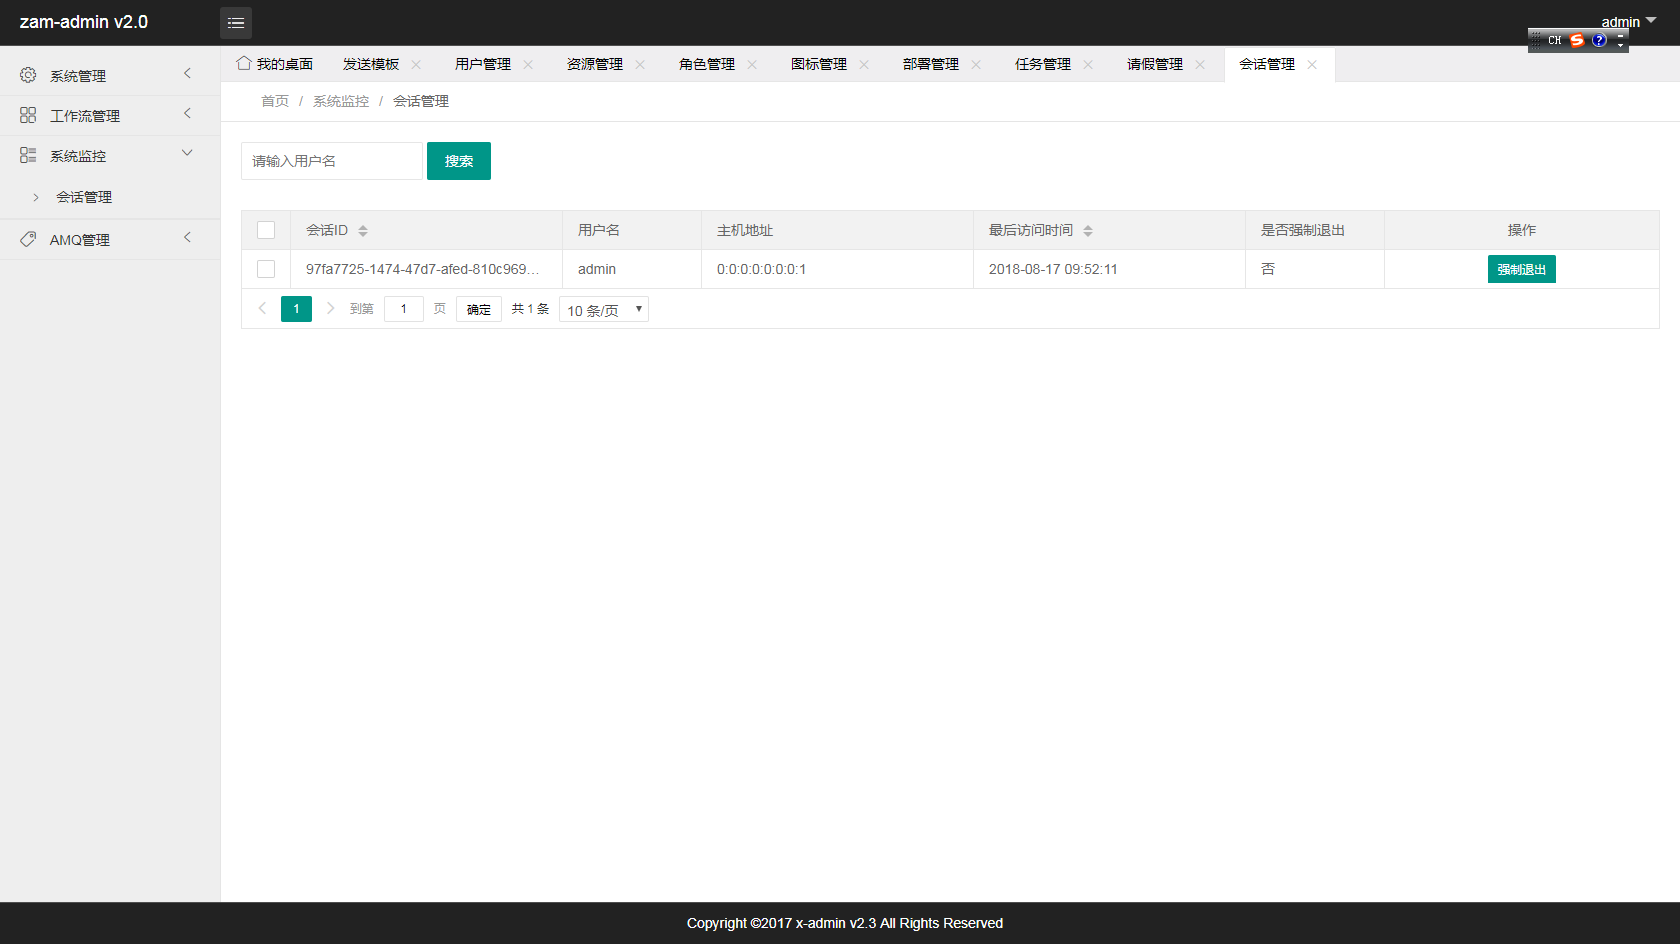 zam-admin v2.0
admin
CH
我的桌面 发送模板 用户管理 资源管理 角色管理 图标管理 部署管理 任务管理 请假管理 会话管理
系统管理
工作流管理
系统监控
会话管理
AMQ管理
首页 / 系统监控 / 会话管理
请输入用户名 搜索
会话ID 用户名 主机地址 最后访问时间 是否强制退出 操作
97fa7725-1474-47d7-afed-810c969... admin 0:0:0:0:0:0:0:1 2018-08-17 09:52:11 否 强制退出
1 到第 1 页 确定 共 1 条 10 条/页
Copyright ©2017 x-admin v2.3 All Rights Reserved